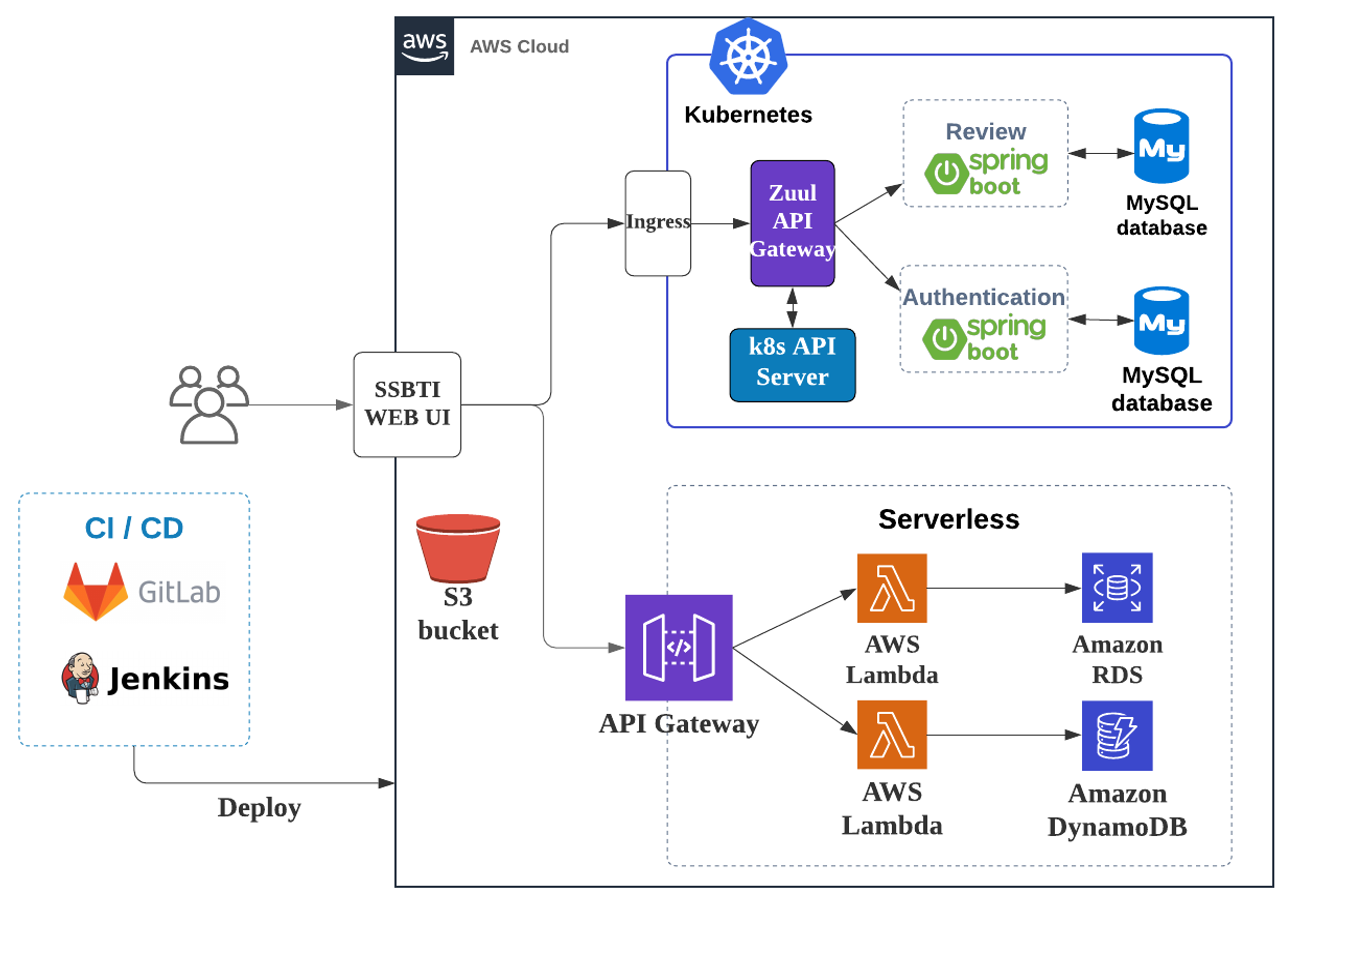 aws
AWS Cloud
Kubernetes
Ingress
Zuul
API
Gateway
k8s API
Server
Review
spring
boot
My
MySQL
database
Authentication
spring
boot
My
MySQL
database
SSBTI
WEB UI
CI / CD
GitLab
Jenkins
Deploy
S3
bucket
Serverless
</>
API Gateway
AWS
Lambda
Amazon
RDS
AWS
Lambda
Amazon
DynamoDB